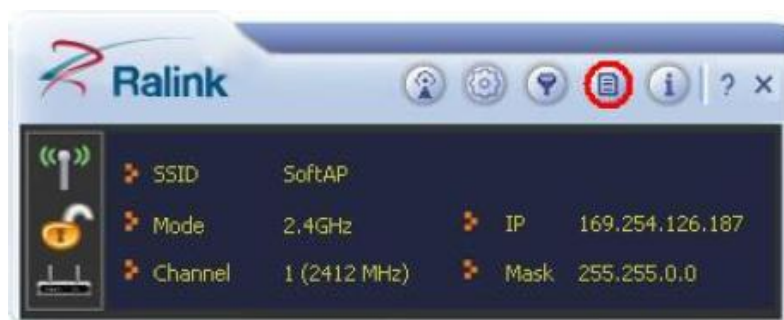 Ralink
i ? ×
SSID SoftAP
Mode 2.4GHz IP 169.254.126.187
Channel 1 (2412 MHz) Mask 255.255.0.0